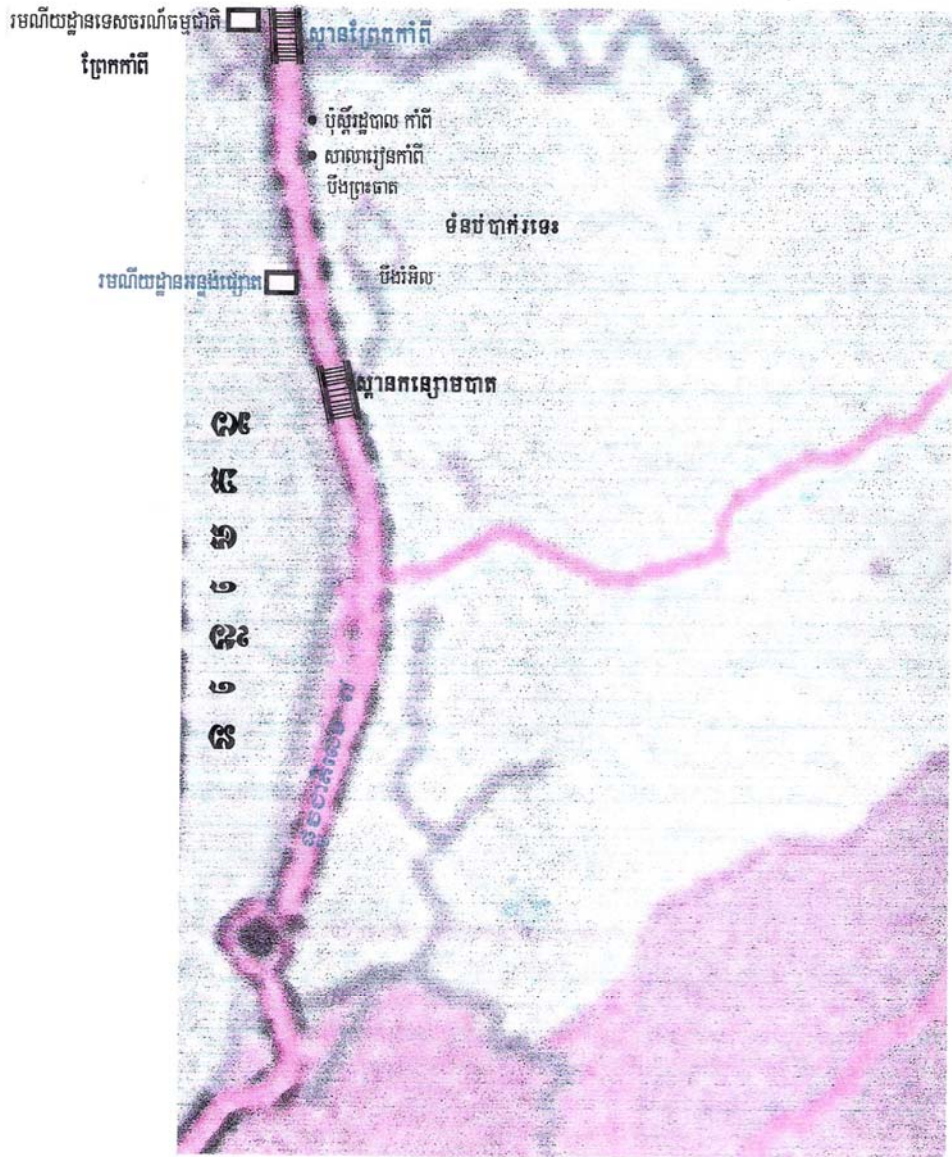 រមណីយដ្ឋានទេសចរណ៍ធម្មជាតិ
ស្ពានព្រែកកាំពី
ព្រែកកាំពី
ប៉ុស្តិ៍រដ្ឋបាល កាំពី
សាលារៀនកាំពី
បឹងព្រះធាត
ទំនប់ បាក់រទេះ
រមណីយដ្ឋានអន្លង់ផ្សោត
បឹងរំអិល
ស្ពានកន្សោមបាត